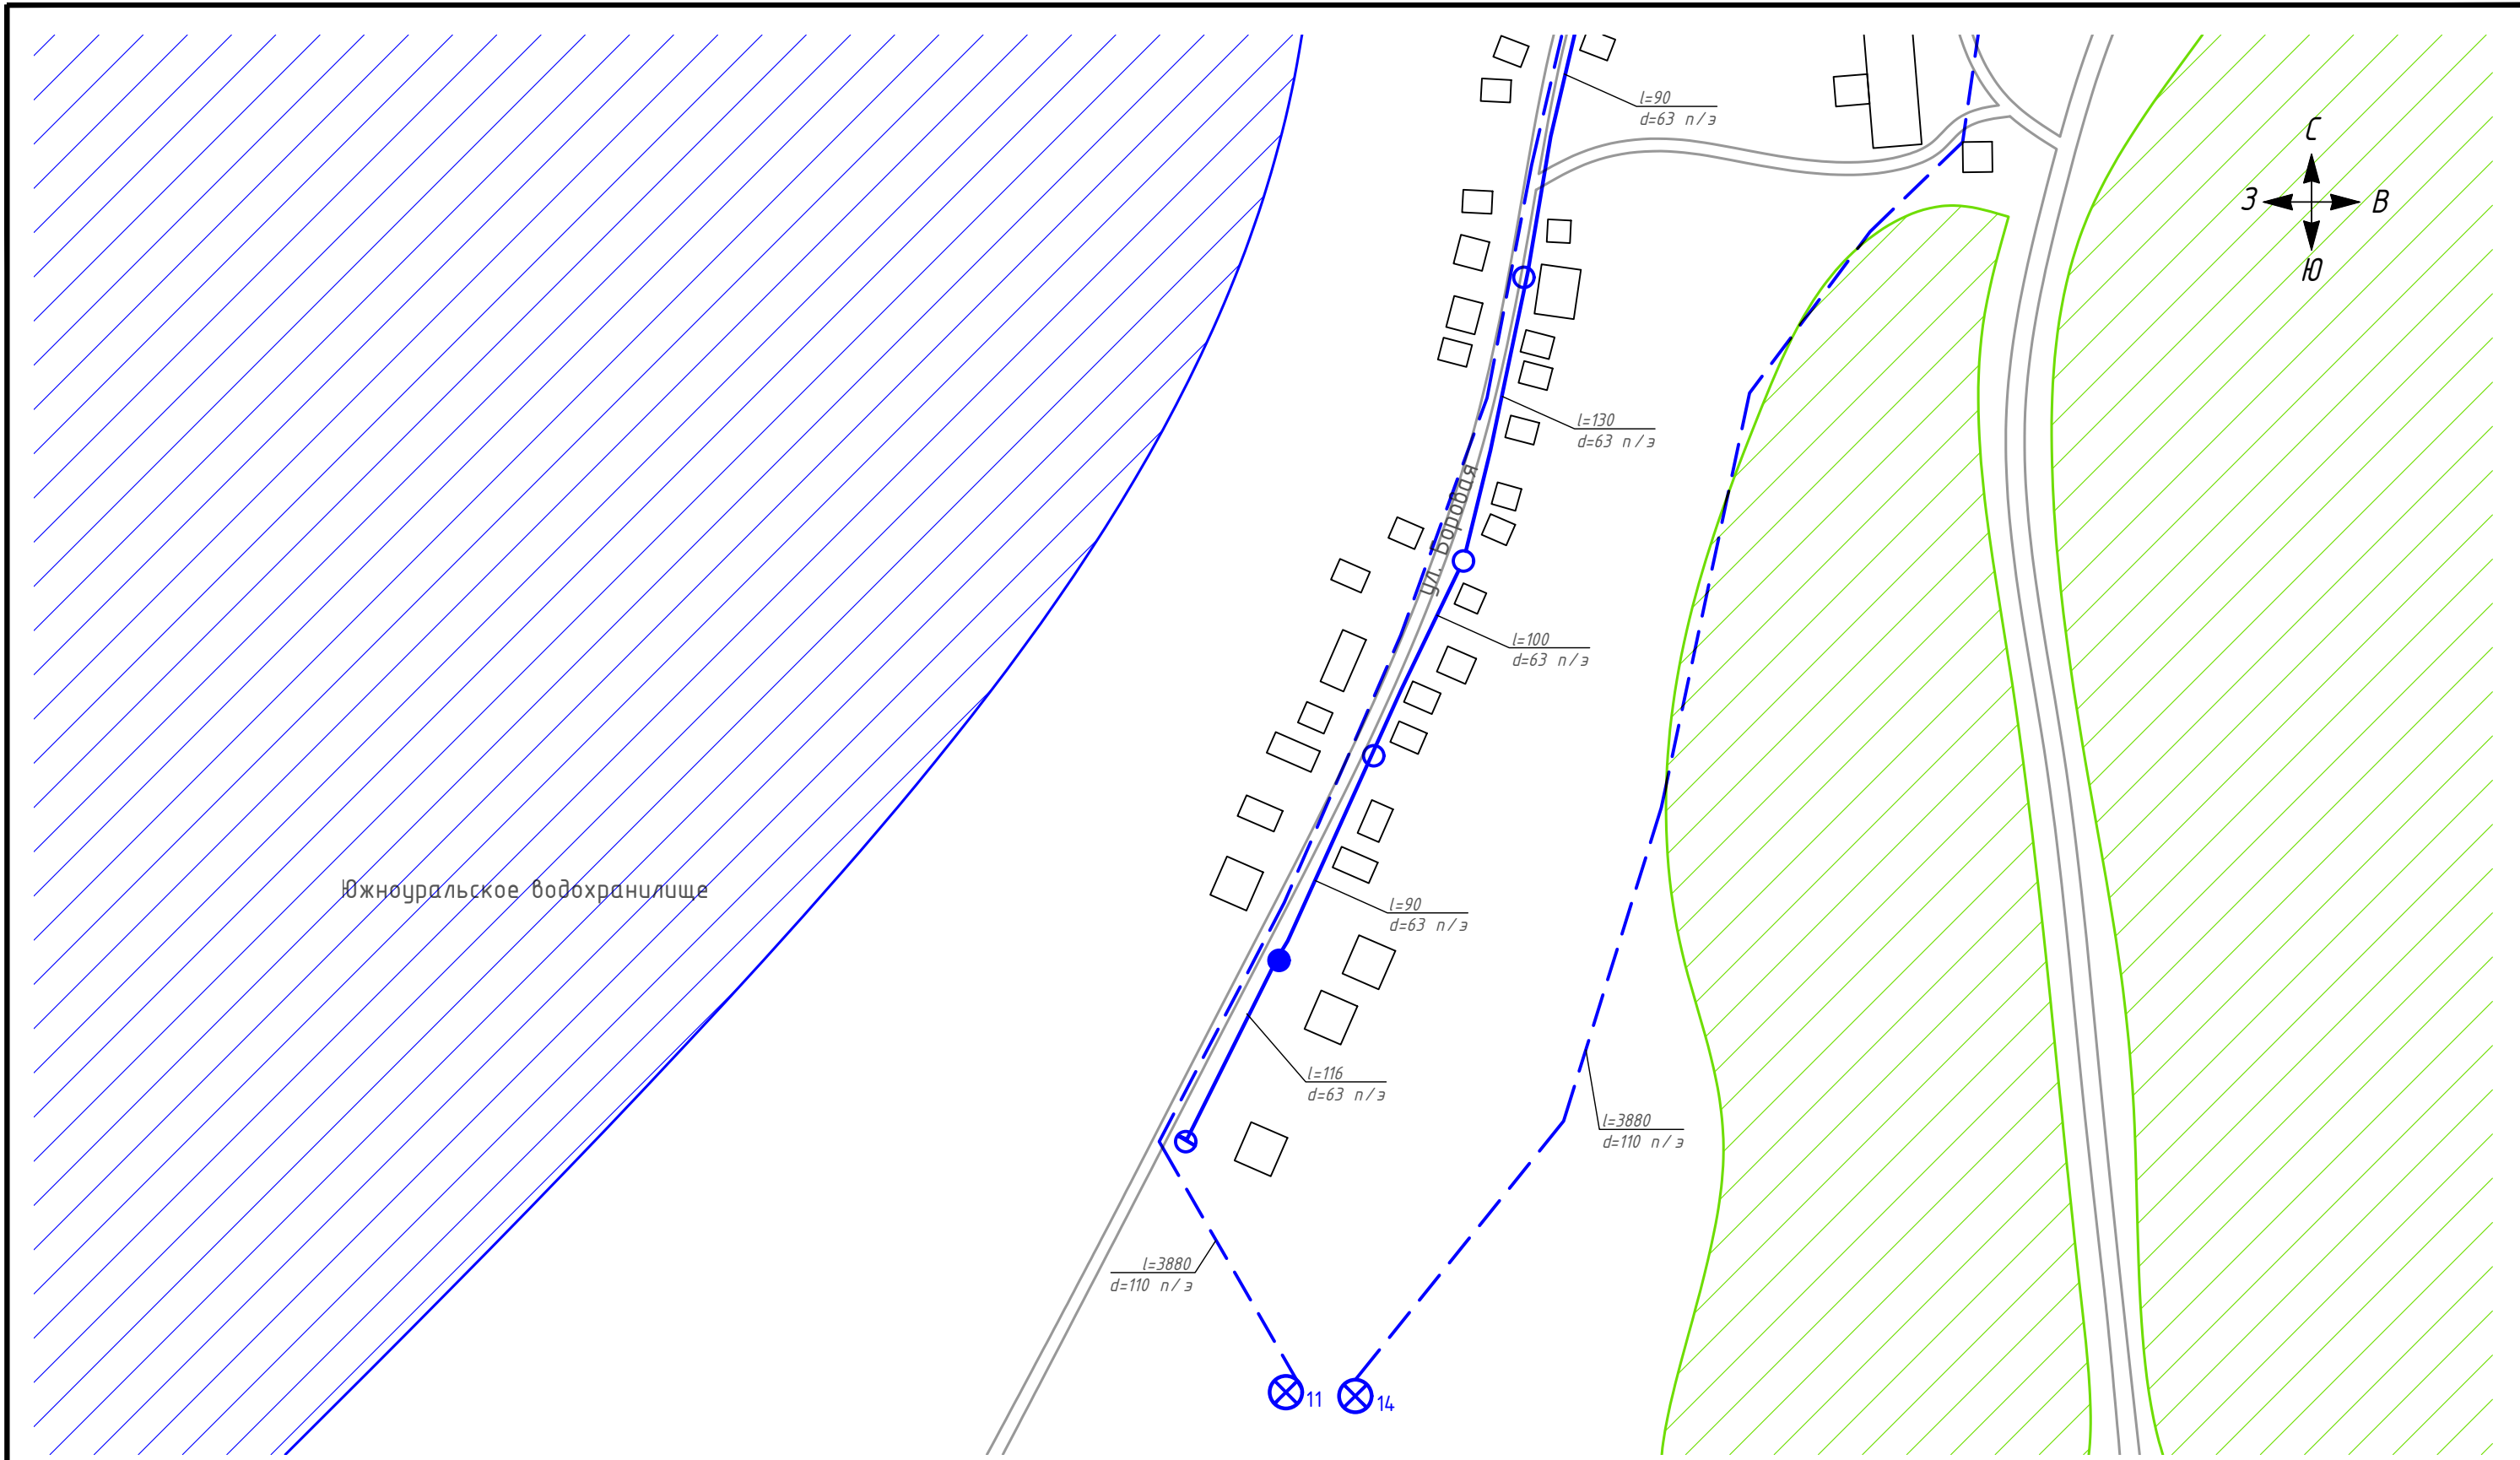 l=90
d=63 п/э
С
З
В
Ю
l=130
d=63 п/э
ул. Боровая
l=100
d=63 п/э
Южноуральское водохранилище
l=90
d=63 п/э
l=116
d=63 п/э
l=3880
d=110 п/э
l=3880
d=110 п/э
11
14